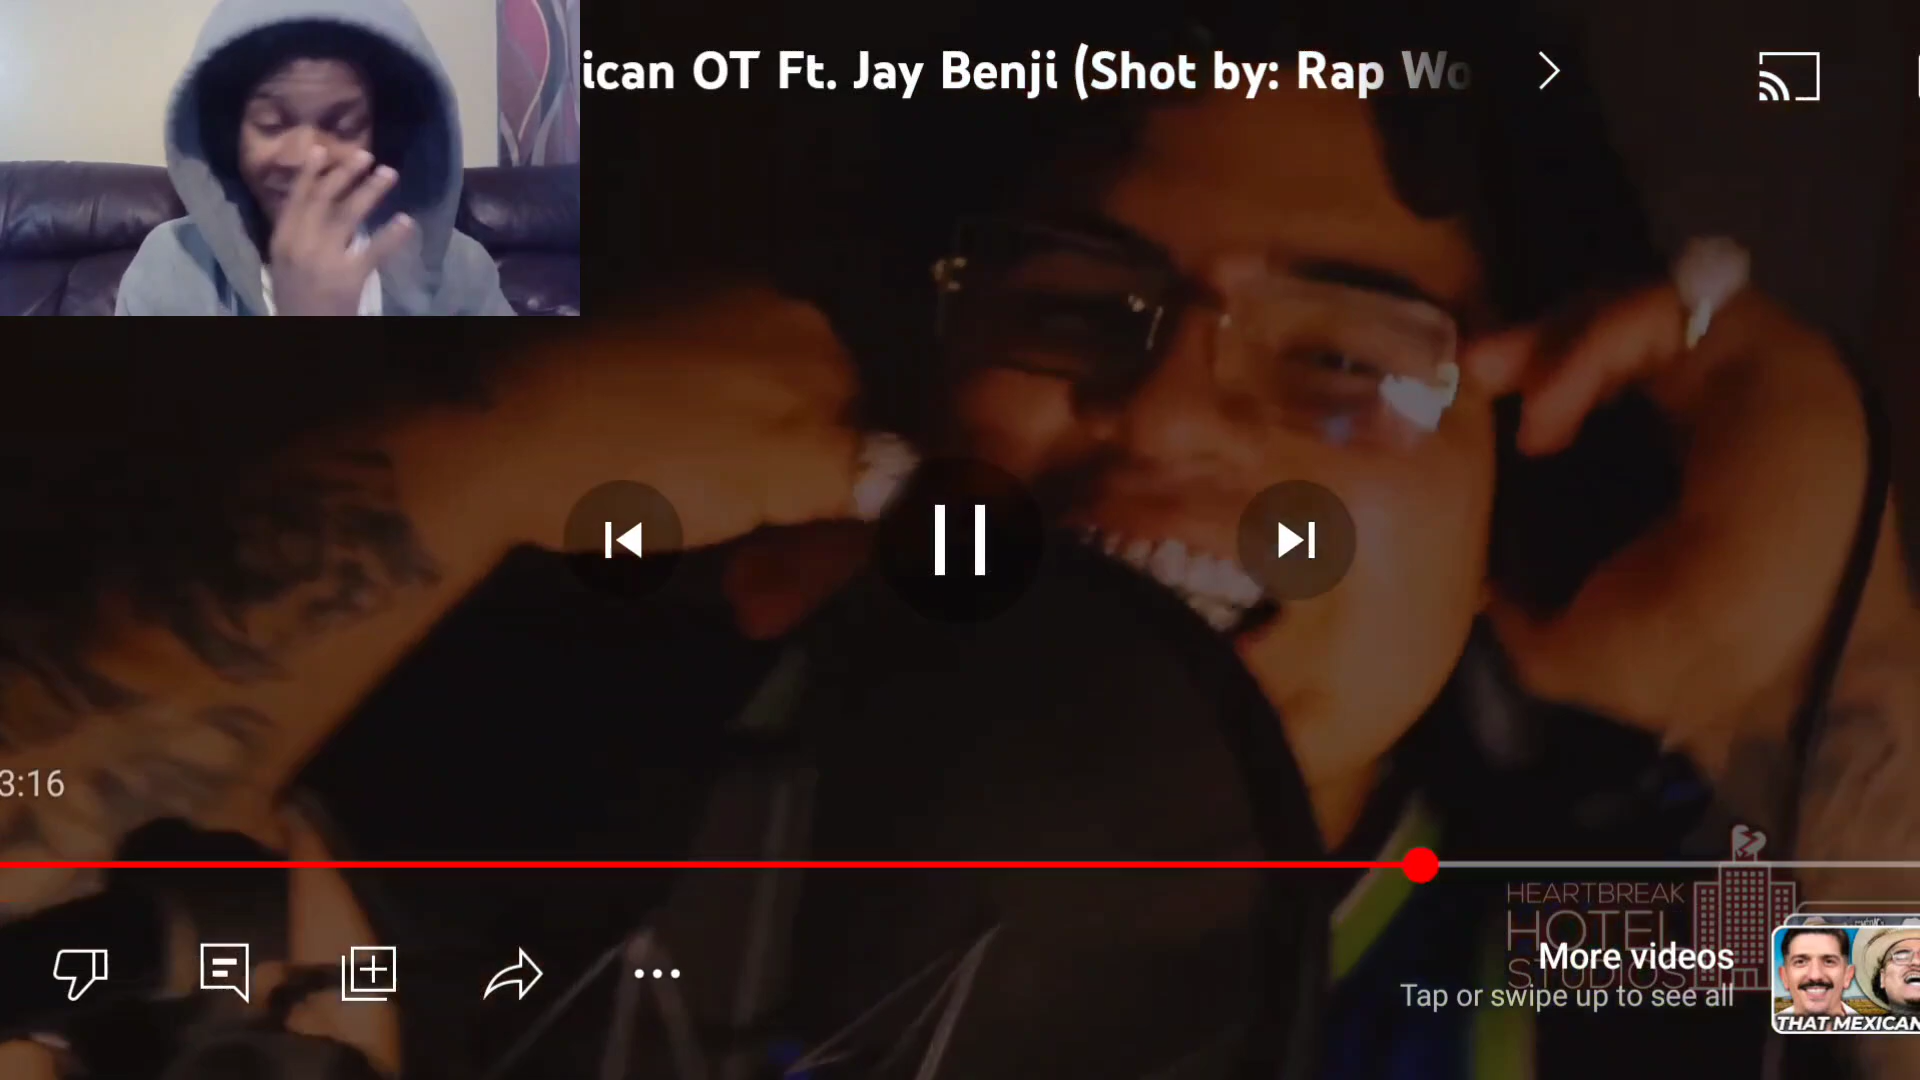 ican OT Ft. Jay Benji (Shot by: Rap Wo
3:16
HEARTBREAK
HOTEL
STUDIOS
More videos
Tap or swipe up to see all
THAT MEXICAN